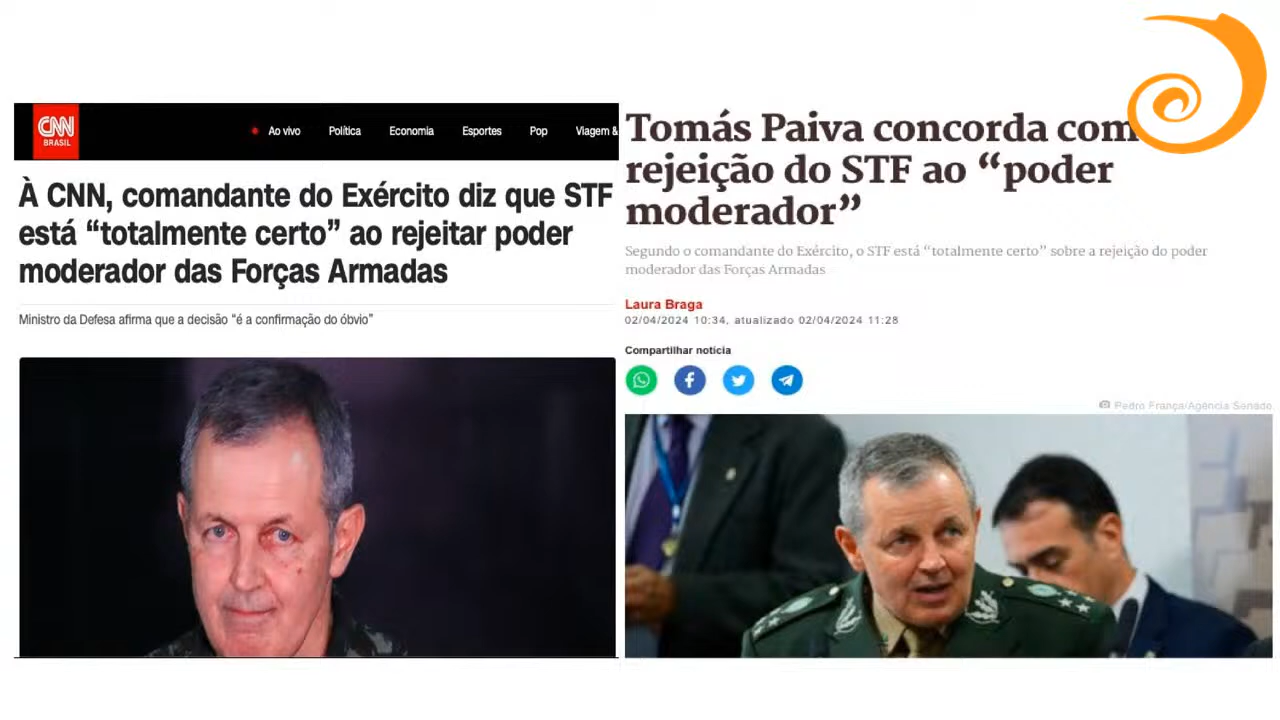 CNN
BRASIL
Ao vivo Política Economia Esportes Pop Viagem &
À CNN, comandante do Exército diz que STF
está “totalmente certo” ao rejeitar poder
moderador das Forças Armadas
Ministro da Defesa afirma que a decisão “é a confirmação do óbvio”
Tomás Paiva concorda com
rejeição do STF ao “poder
moderador”
Segundo o comandante do Exército, o STF está “totalmente certo” sobre a rejeição do poder
moderador das Forças Armadas
Laura Braga
02/04/2024 10:34, atualizado 02/04/2024 11:28
Compartilhar notícia
Pedro França/Agência Senado